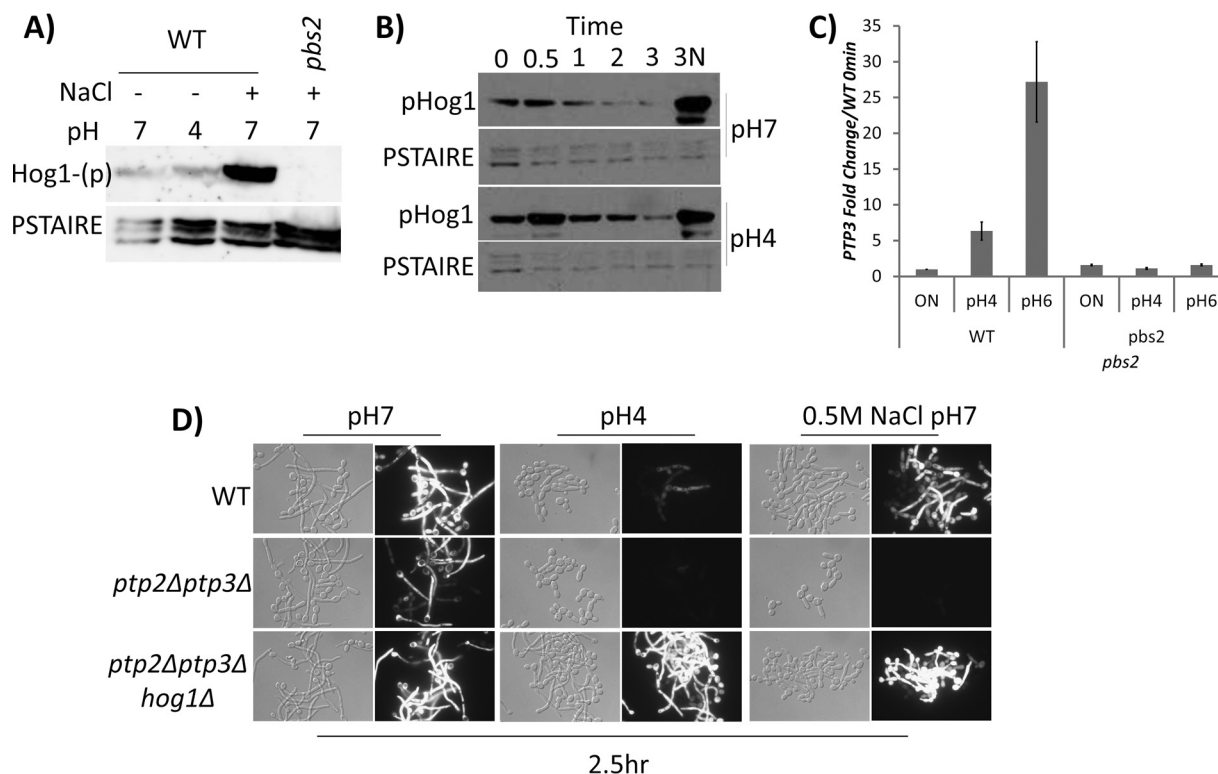 A)
WT
pbs2
NaCl - - + +
pH 7 4 7 7
Hog1-(p)
PSTAIRE
B)
Time
0 0.5 1 2 3 3N
pHog1
PSTAIRE
pH7
pHog1
PSTAIRE
pH4
C)
PTP3 Fold Change/WT 0min
35
30
25
20
15
10
5
0
ON pH4 pH6 ON pH4 pH6
WT pbs2
pbs2
D)
pH7 pH4 0.5M NaCl pH7
WT
ptp2Δptp3Δ
ptp2Δptp3Δ
hog1Δ
2.5hr